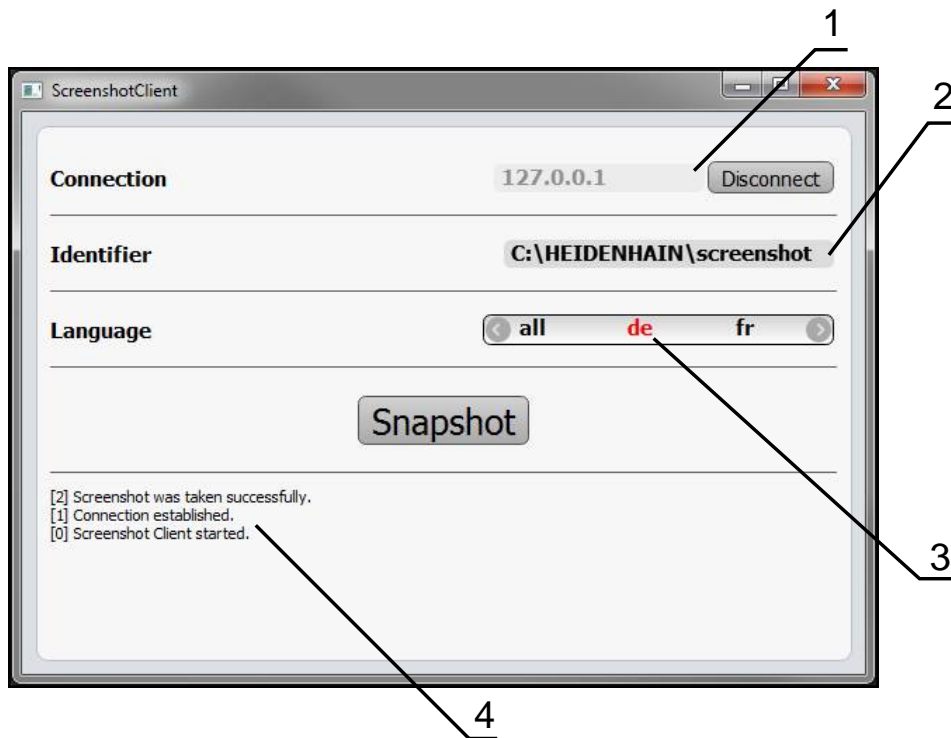 1
ScreenshotClient
2
Connection 127.0.0.1 Disconnect
Identifier C:\HEIDENHAIN\screenshot
Language all de fr
Snapshot
[2] Screenshot was taken successfully.
[1] Connection established.
[0] Screenshot Client started.
3
4